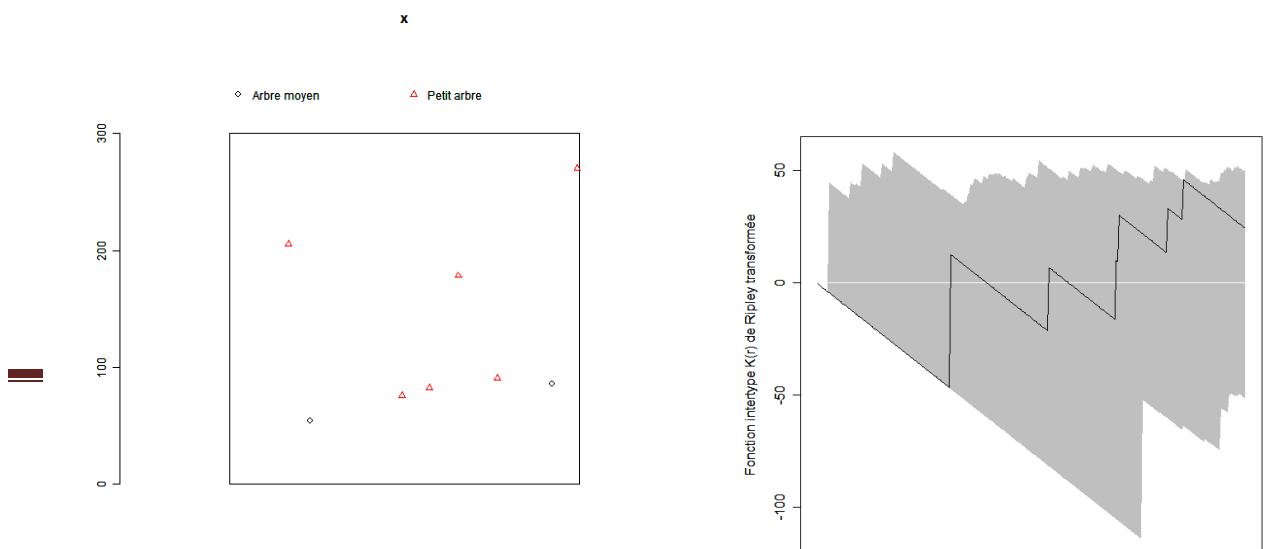 x
Arbre moyen
Petit arbre
300
200
100
0
Fonction intertype K(r) de Ripley transformée
50
0
-50
-100